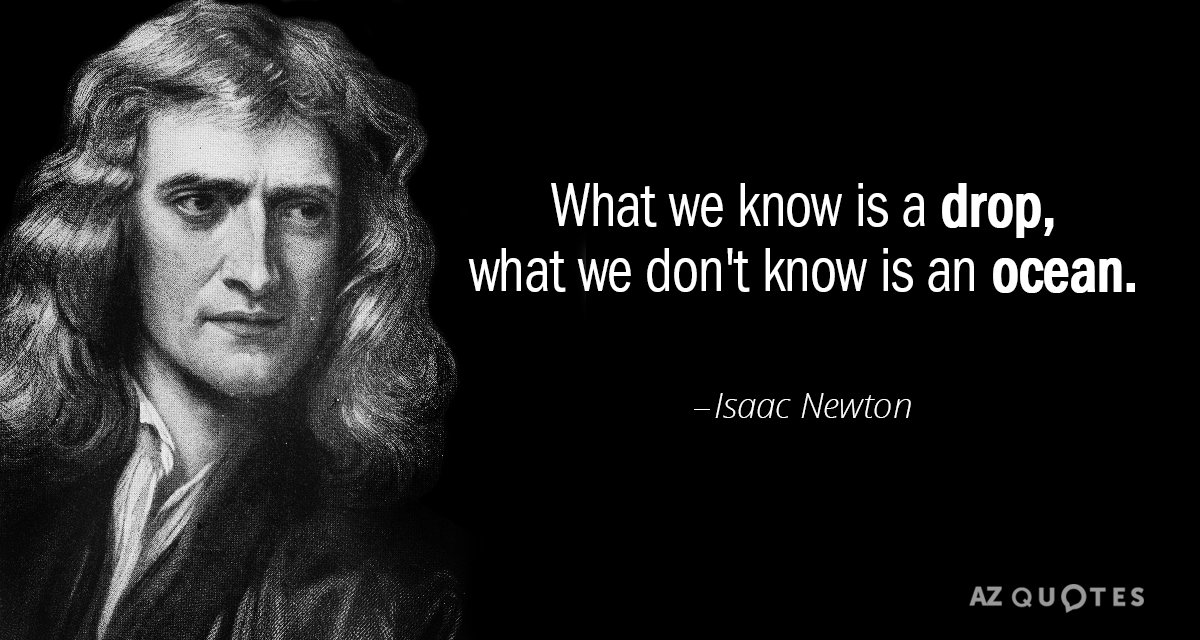 What we know is a drop,
what we don't know is an ocean.
–Isaac Newton
AZ QUOTES